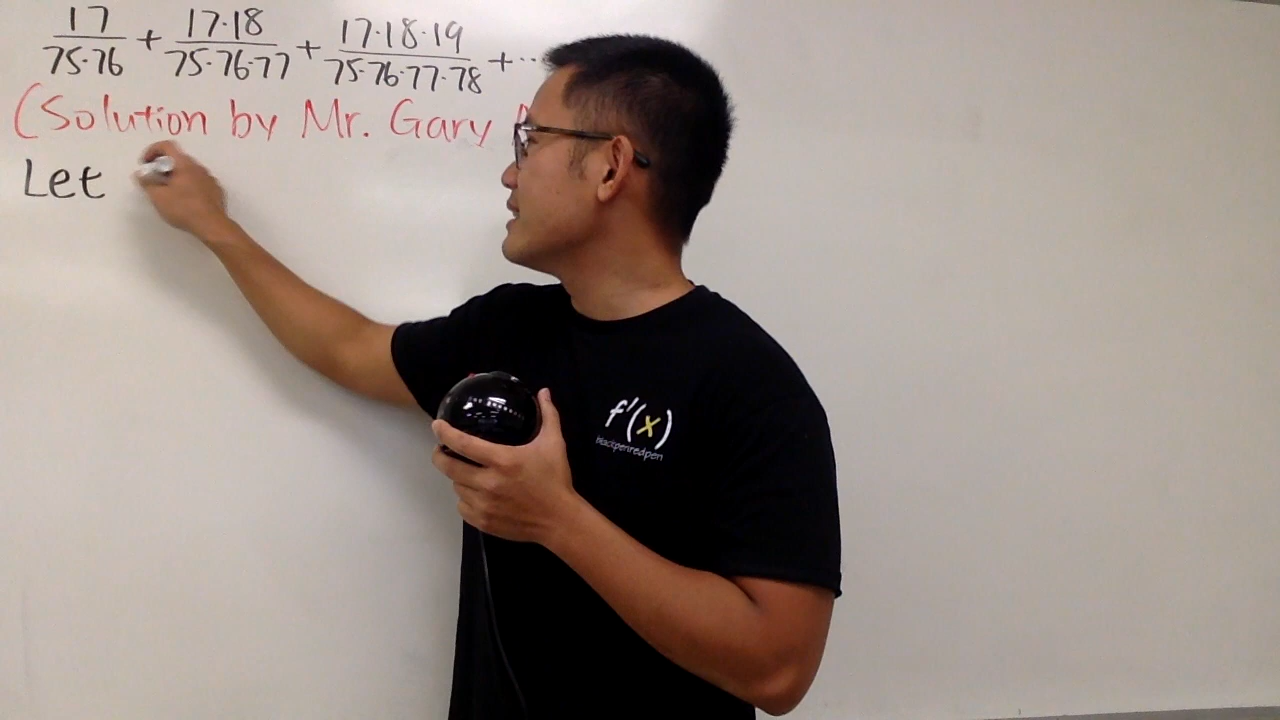 17/75·76 + 17·18/75·76·77 + 17·18·19/75·76·77·78 + ...
(Solution by Mr. Gary
Let
f'(x)
blackpenredpen